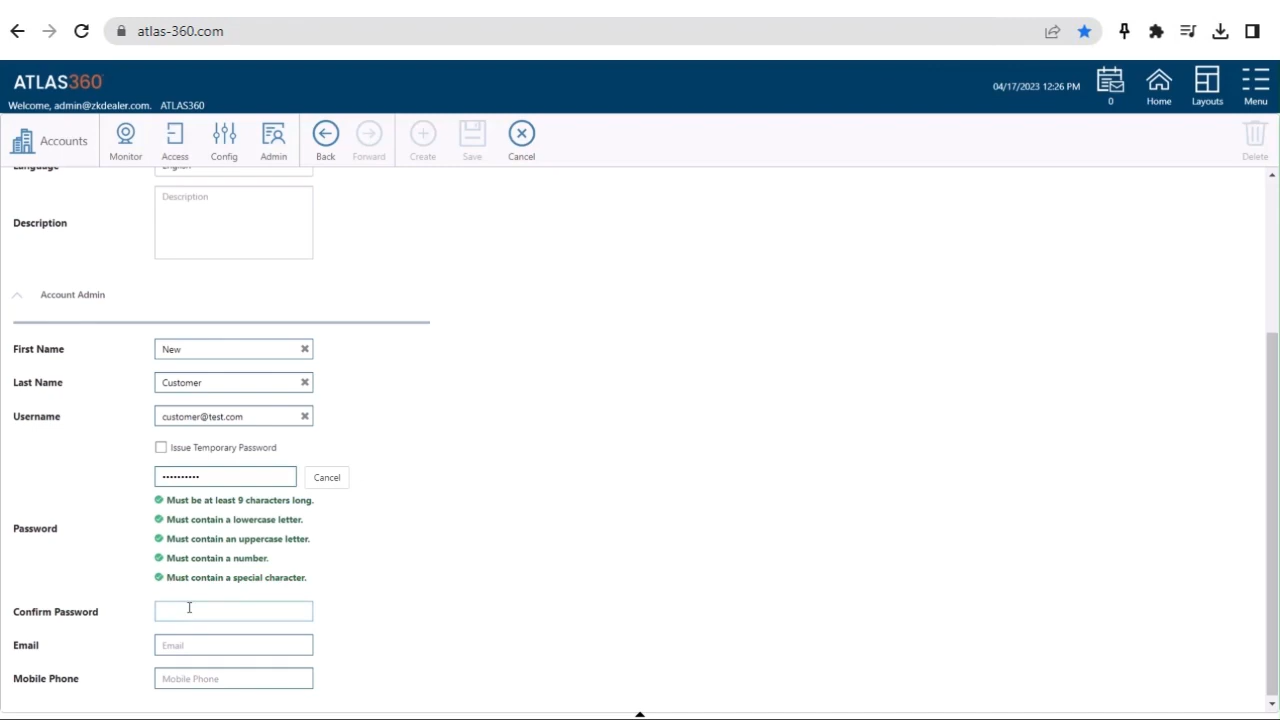 atlas-360.com
ATLAS360
Welcome, admin@zkdealer.com. ATLAS360
04/17/2023 12:26 PM
0
Home
Layouts
Menu
Accounts
Monitor
Access
Config
Admin
Back
Forward
Create
Save
Cancel
Delete
Language
English
Description
Description
Account Admin
First Name
New
Last Name
Customer
Username
customer@test.com
Issue Temporary Password
••••••••••
Cancel
Must be at least 9 characters long.
Must contain a lowercase letter.
Password
Must contain an uppercase letter.
Must contain a number.
Must contain a special character.
Confirm Password
Email
Email
Mobile Phone
Mobile Phone